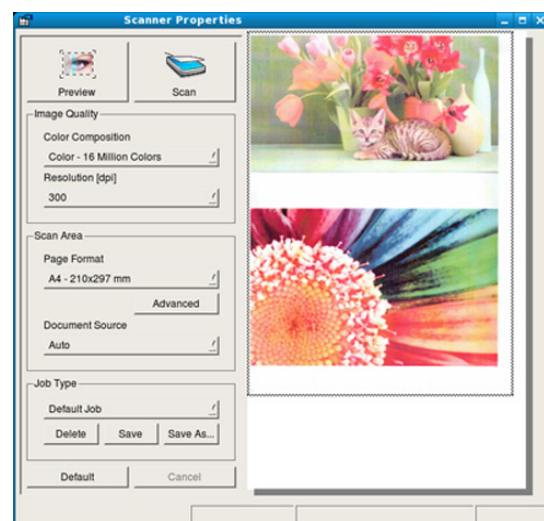 Scanner Properties
Preview
Scan
Image Quality
Color Composition
Color - 16 Million Colors
Resolution [dpi]
300
Scan Area
Page Format
A4 - 210x297 mm
Advanced
Document Source
Auto
Job Type
Default Job
Delete Save Save As...
Default Cancel